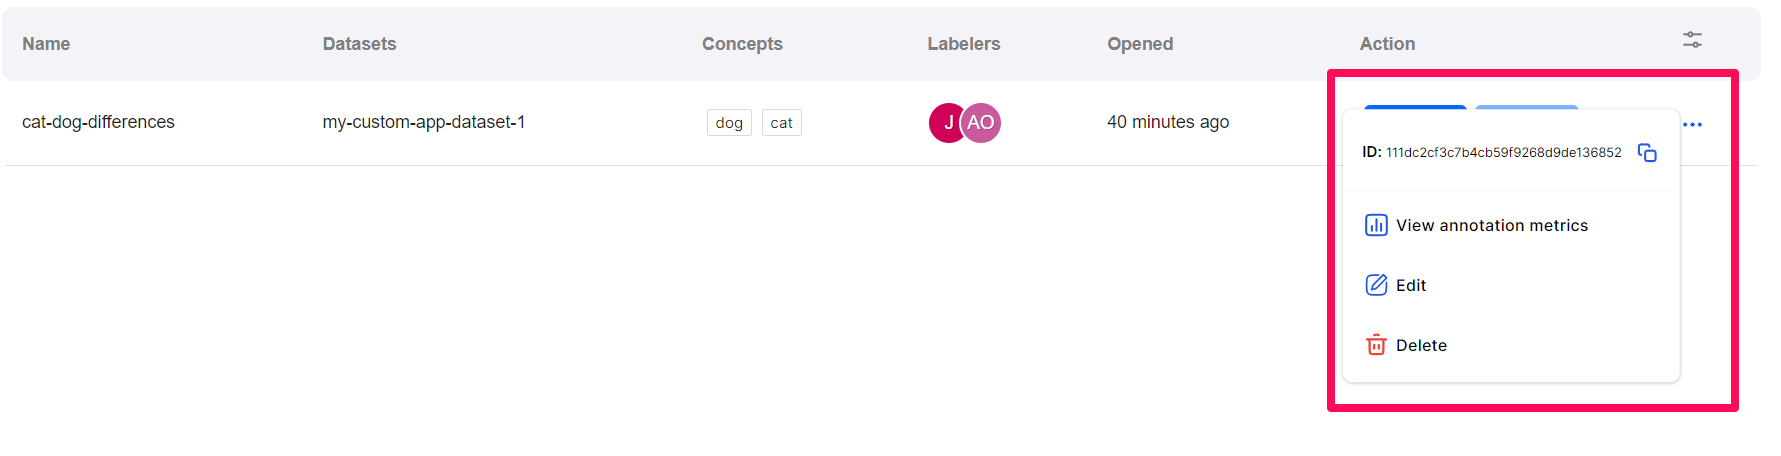 Name Datasets Concepts Labelers Opened Action
cat-dog-differences my-custom-app-dataset-1 dog cat J AO 40 minutes ago
ID: 111dc2cf3c7b4cb59f9268d9de136852
View annotation metrics
Edit
Delete